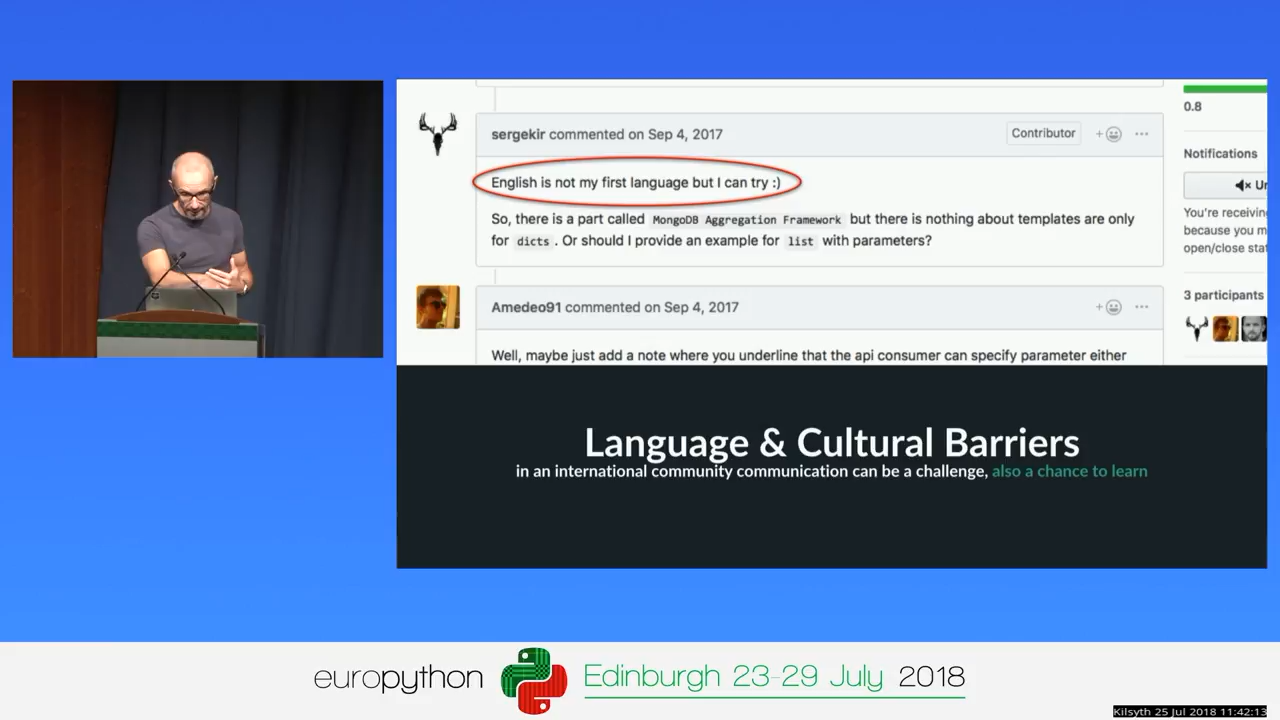 sergekir commented on Sep 4, 2017
Contributor
English is not my first language but I can try :)
So, there is a part called MongoDB Aggregation Framework but there is nothing about templates are only
for dicts. Or should I provide an example for list with parameters?
Amedeo91 commented on Sep 4, 2017
Well, maybe just add a note where you underline that the api consumer can specify parameter either
0.8
Notifications
You're receiving
because you m
open/close stat
3 participants
Language & Cultural Barriers
in an international community communication can be a challenge, also a chance to learn
europython Edinburgh 23-29 July 2018
Kilsyth 25 Jul 2018 11:42:13